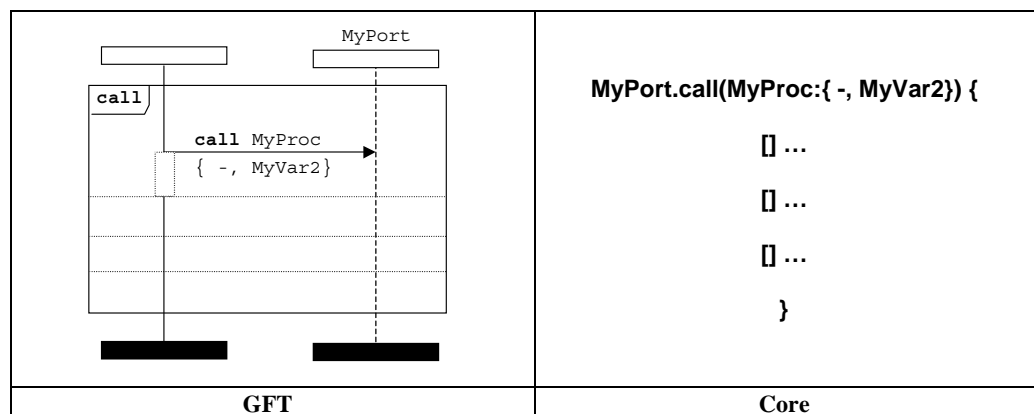 MyPort
call
call MyProc
{ -, MyVar2}
MyPort.call(MyProc:{ -, MyVar2}) {
[] …
[] …
[] …
}
GFT
Core